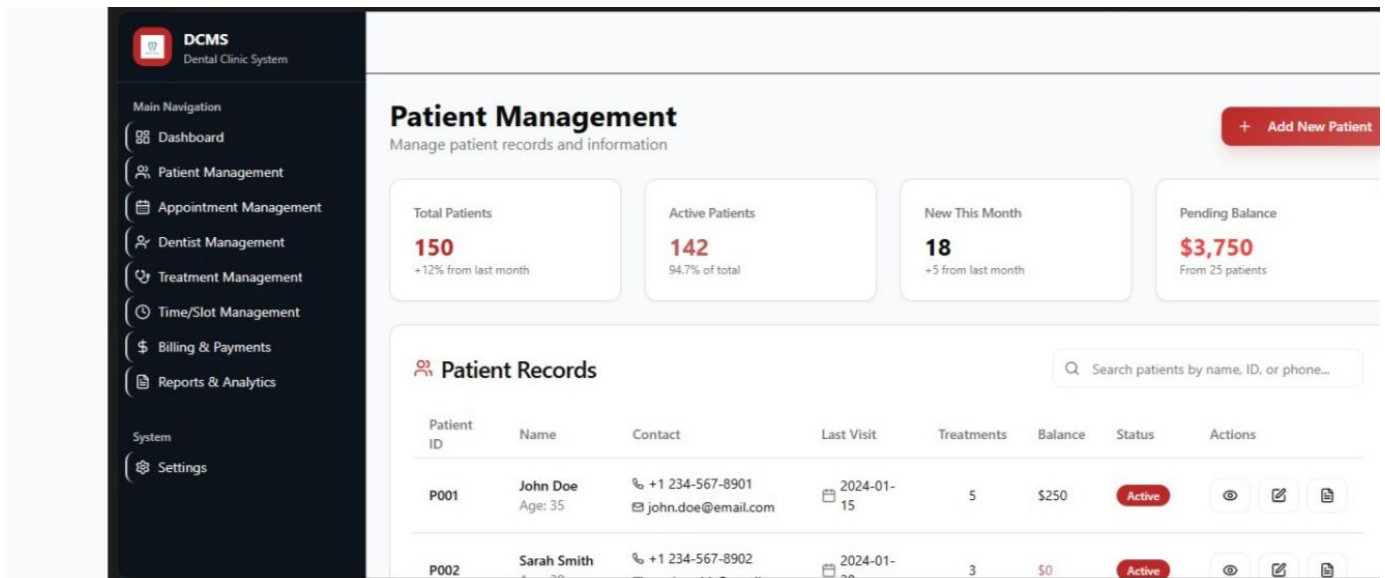 DCMS
Dental Clinic System
Main Navigation
Dashboard
Patient Management
Appointment Management
Dentist Management
Treatment Management
Time/Slot Management
Billing & Payments
Reports & Analytics
System
Settings
Patient Management
Manage patient records and information
+ Add New Patient
Total Patients
150
+12% from last month
Active Patients
142
94.7% of total
New This Month
18
+5 from last month
Pending Balance
$3,750
From 25 patients
Patient Records
Search patients by name, ID, or phone...
Patient ID Name Contact Last Visit Treatments Balance Status Actions
P001 John Doe +1 234-567-8901 2024-01-15 5 $250 Active
Age: 35 john.doe@email.com
P002 Sarah Smith +1 234-567-8902 2024-01- 3 $0 Active